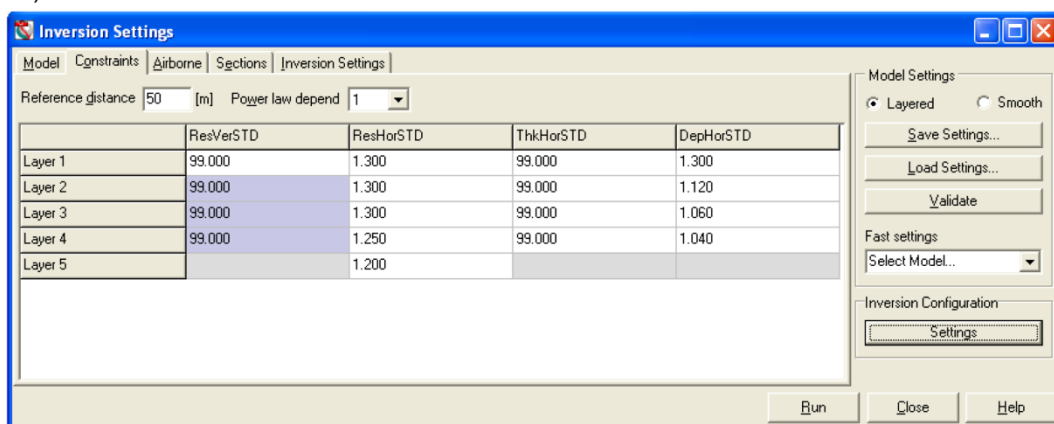 Inversion Settings
Model Constraints Airborne Sections Inversion Settings
Reference distance 50 [m] Power law depend 1
ResVerSTD ResHorSTD ThkHorSTD DepHorSTD
Layer 1 99.000 1.300 99.000 1.300
Layer 2 99.000 1.300 99.000 1.120
Layer 3 99.000 1.300 99.000 1.060
Layer 4 99.000 1.250 99.000 1.040
Layer 5 1.200
Model Settings
Layered Smooth
Save Settings...
Load Settings...
Validate
Fast settings
Select Model...
Inversion Configuration
Settings
Run Close Help